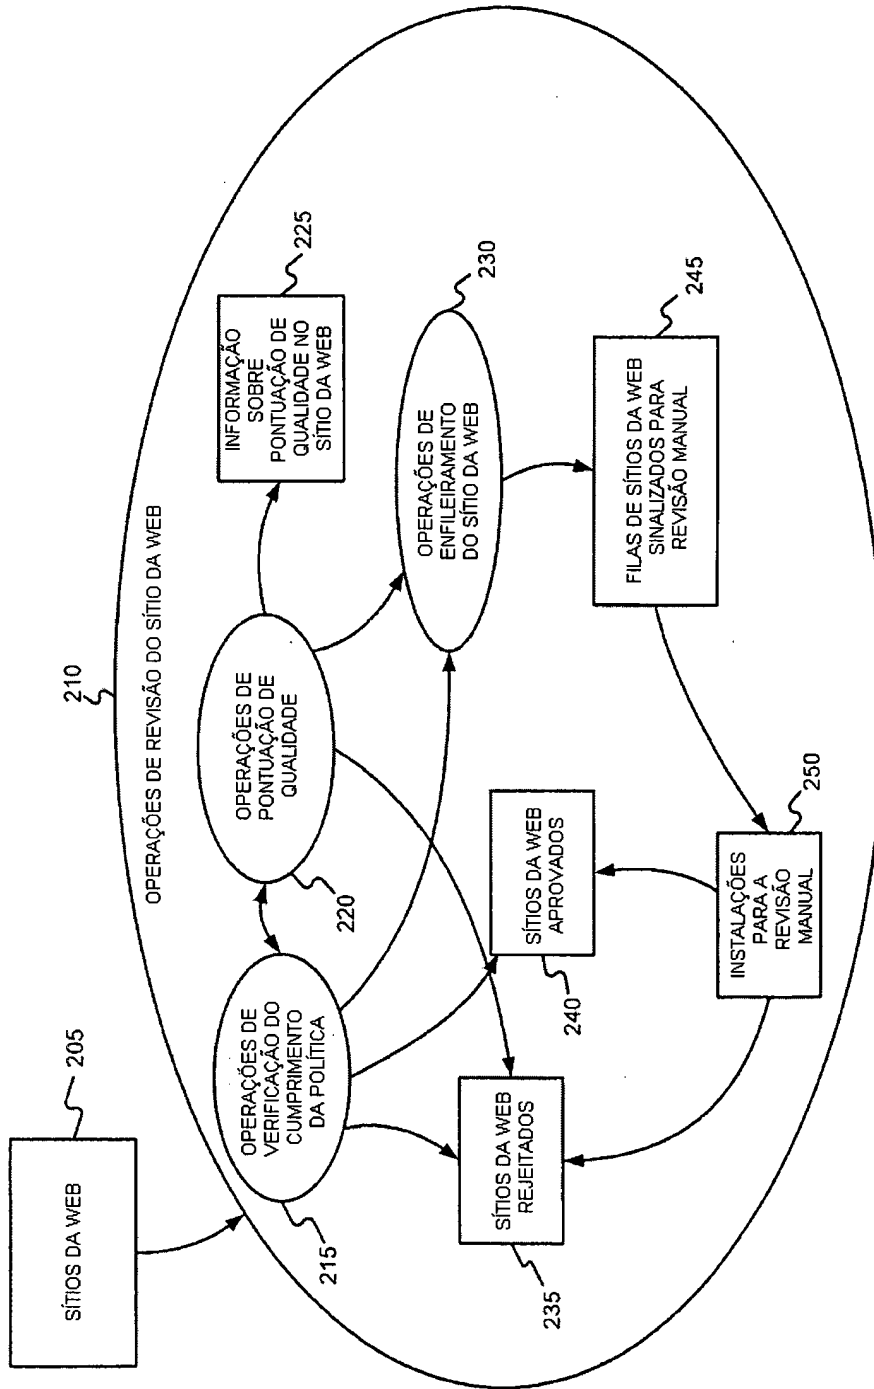 SÍTIOS DA WEB
205
210
OPERAÇÕES DE REVISÃO DO SÍTIO DA WEB
OPERAÇÕES DE
VERIFICAÇÃO DO
CUMPRIMENTO
DA POLÍTICA
215
OPERAÇÕES DE
PONTUAÇÃO DE
QUALIDADE
220
INFORMAÇÃO
SOBRE
PONTUAÇÃO DE
QUALIDADE NO
SÍTIO DA WEB
225
OPERAÇÕES DE
ENFILEIRAMENTO
DO SÍTIO DA WEB
230
SÍTIOS DA WEB
REJEITADOS
235
SÍTIOS DA WEB
APROVADOS
240
FILAS DE SÍTIOS DA WEB
SINALIZADOS PARA
REVISÃO MANUAL
245
INSTALAÇÕES
PARA A
REVISÃO
MANUAL
250